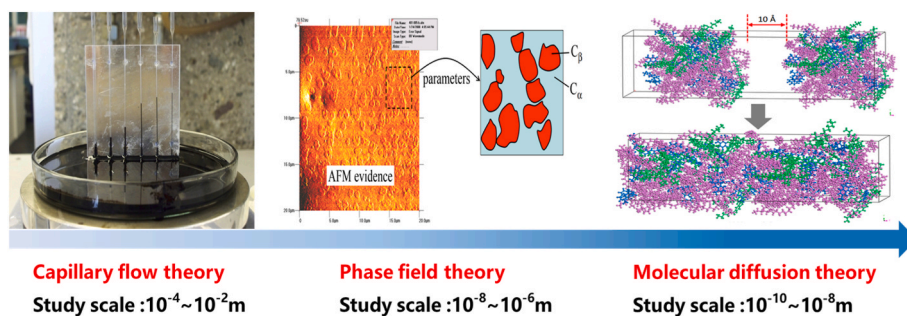 10 Å
parameters
Cβ
Cα
AFM evidence
Capillary flow theory
Study scale :10⁻⁴~10⁻²m
Phase field theory
Study scale :10⁻⁸~10⁻⁶m
Molecular diffusion theory
Study scale :10⁻¹⁰~10⁻⁸m